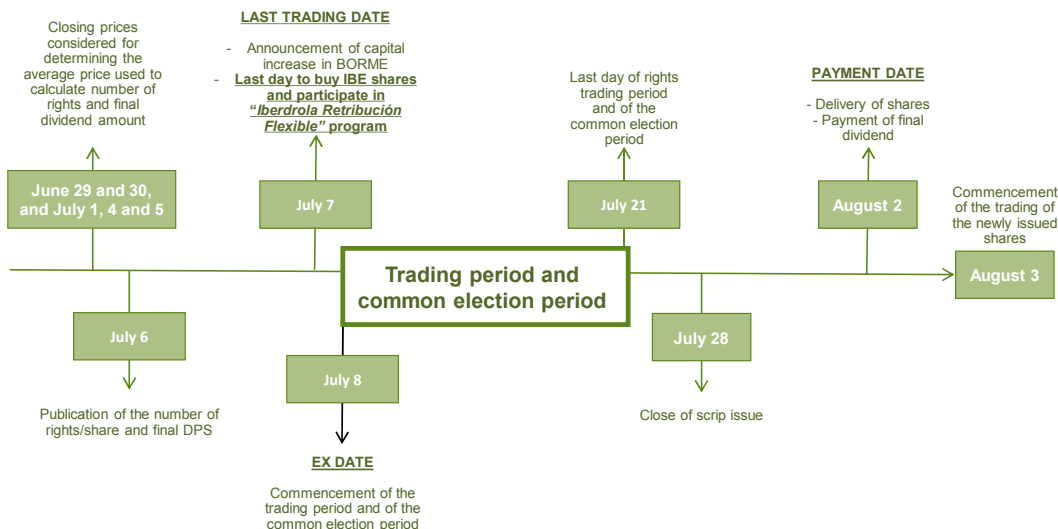 Closing prices
considered for
determining the
average price used to
calculate number of
rights and final
dividend amount
June 29 and 30,
and July 1, 4 and 5
July 6
Publication of the number of
rights/share and final DPS
LAST TRADING DATE
- Announcement of capital
increase in BORME
- Last day to buy IBE shares
and participate in
“Iberdrola Retribución
Flexible” program
July 7
Trading period and
common election period
July 8
EX DATE
Commencement of the
trading period and of the
common election period
Last day of rights
trading period
and of the
common election
period
July 21
July 28
Close of scrip issue
PAYMENT DATE
- Delivery of shares
- Payment of final
dividend
August 2
Commencement
of the trading of
the newly issued
shares
August 3